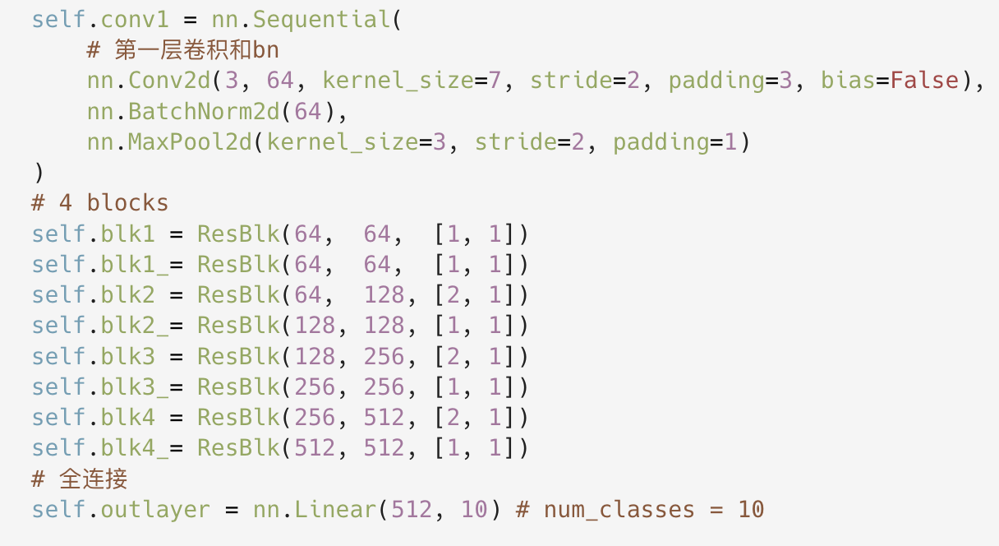 self.conv1 = nn.Sequential(
    # 第一层卷积和bn
    nn.Conv2d(3, 64, kernel_size=7, stride=2, padding=3, bias=False),
    nn.BatchNorm2d(64),
    nn.MaxPool2d(kernel_size=3, stride=2, padding=1)
)
# 4 blocks
self.blk1 = ResBlk(64,  64,  [1, 1])
self.blk1_= ResBlk(64,  64,  [1, 1])
self.blk2 = ResBlk(64,  128, [2, 1])
self.blk2_= ResBlk(128, 128, [1, 1])
self.blk3 = ResBlk(128, 256, [2, 1])
self.blk3_= ResBlk(256, 256, [1, 1])
self.blk4 = ResBlk(256, 512, [2, 1])
self.blk4_= ResBlk(512, 512, [1, 1])
# 全连接
self.outlayer = nn.Linear(512, 10) # num_classes = 10